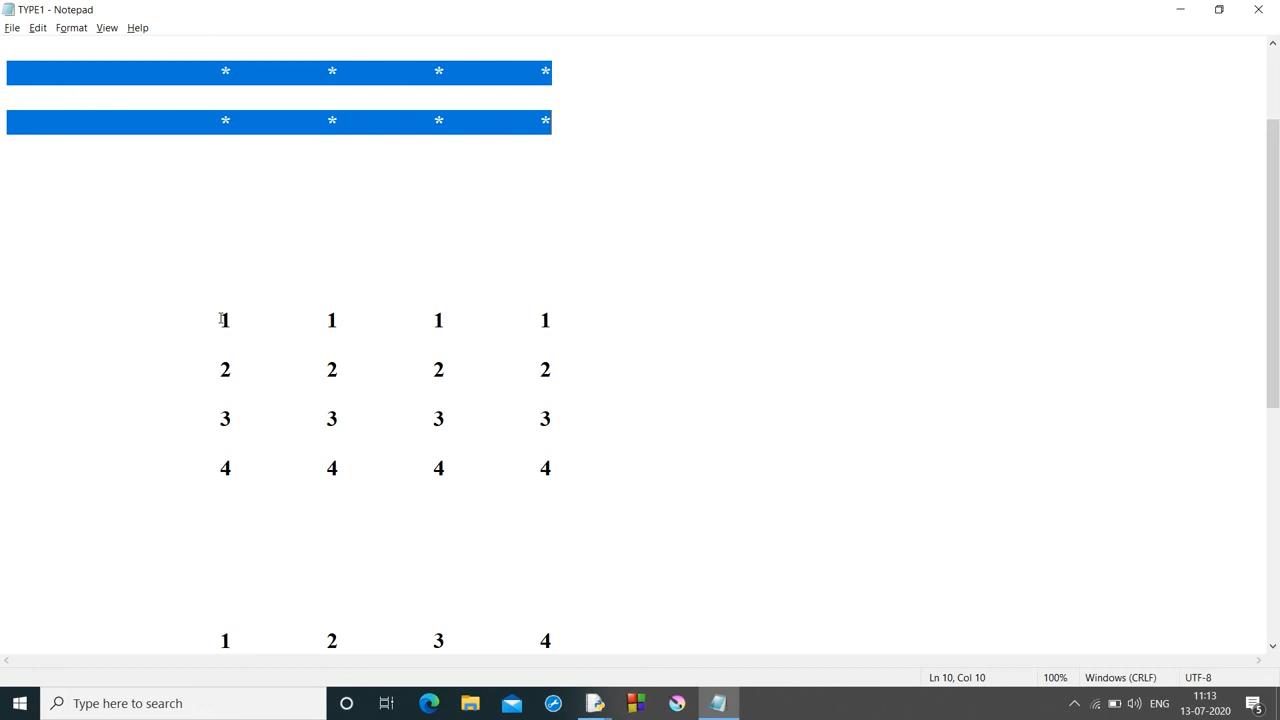 TYPE1 - Notepad
File Edit Format View Help
* * * *
* * * *
1 1 1 1
2 2 2 2
3 3 3 3
4 4 4 4
1 2 3 4
Ln 10, Col 10 100% Windows (CRLF) UTF-8
Type here to search
ENG
11:13
13-07-2020
5